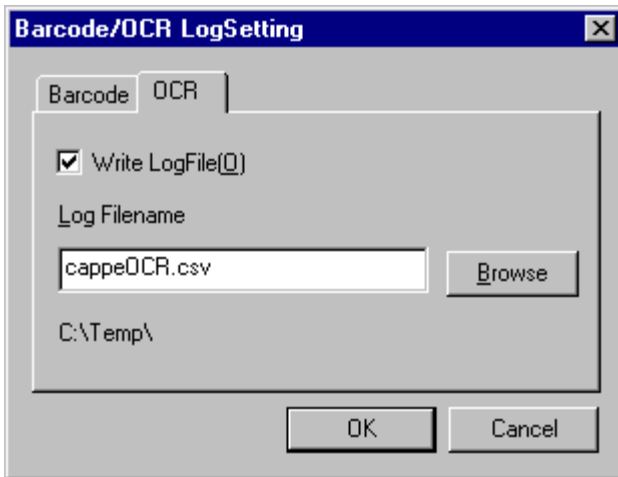 Barcode/OCR LogSetting
Barcode OCR
Write LogFile(O)
Log Filename
cappeOCR.csv Browse
C:\Temp\
OK Cancel